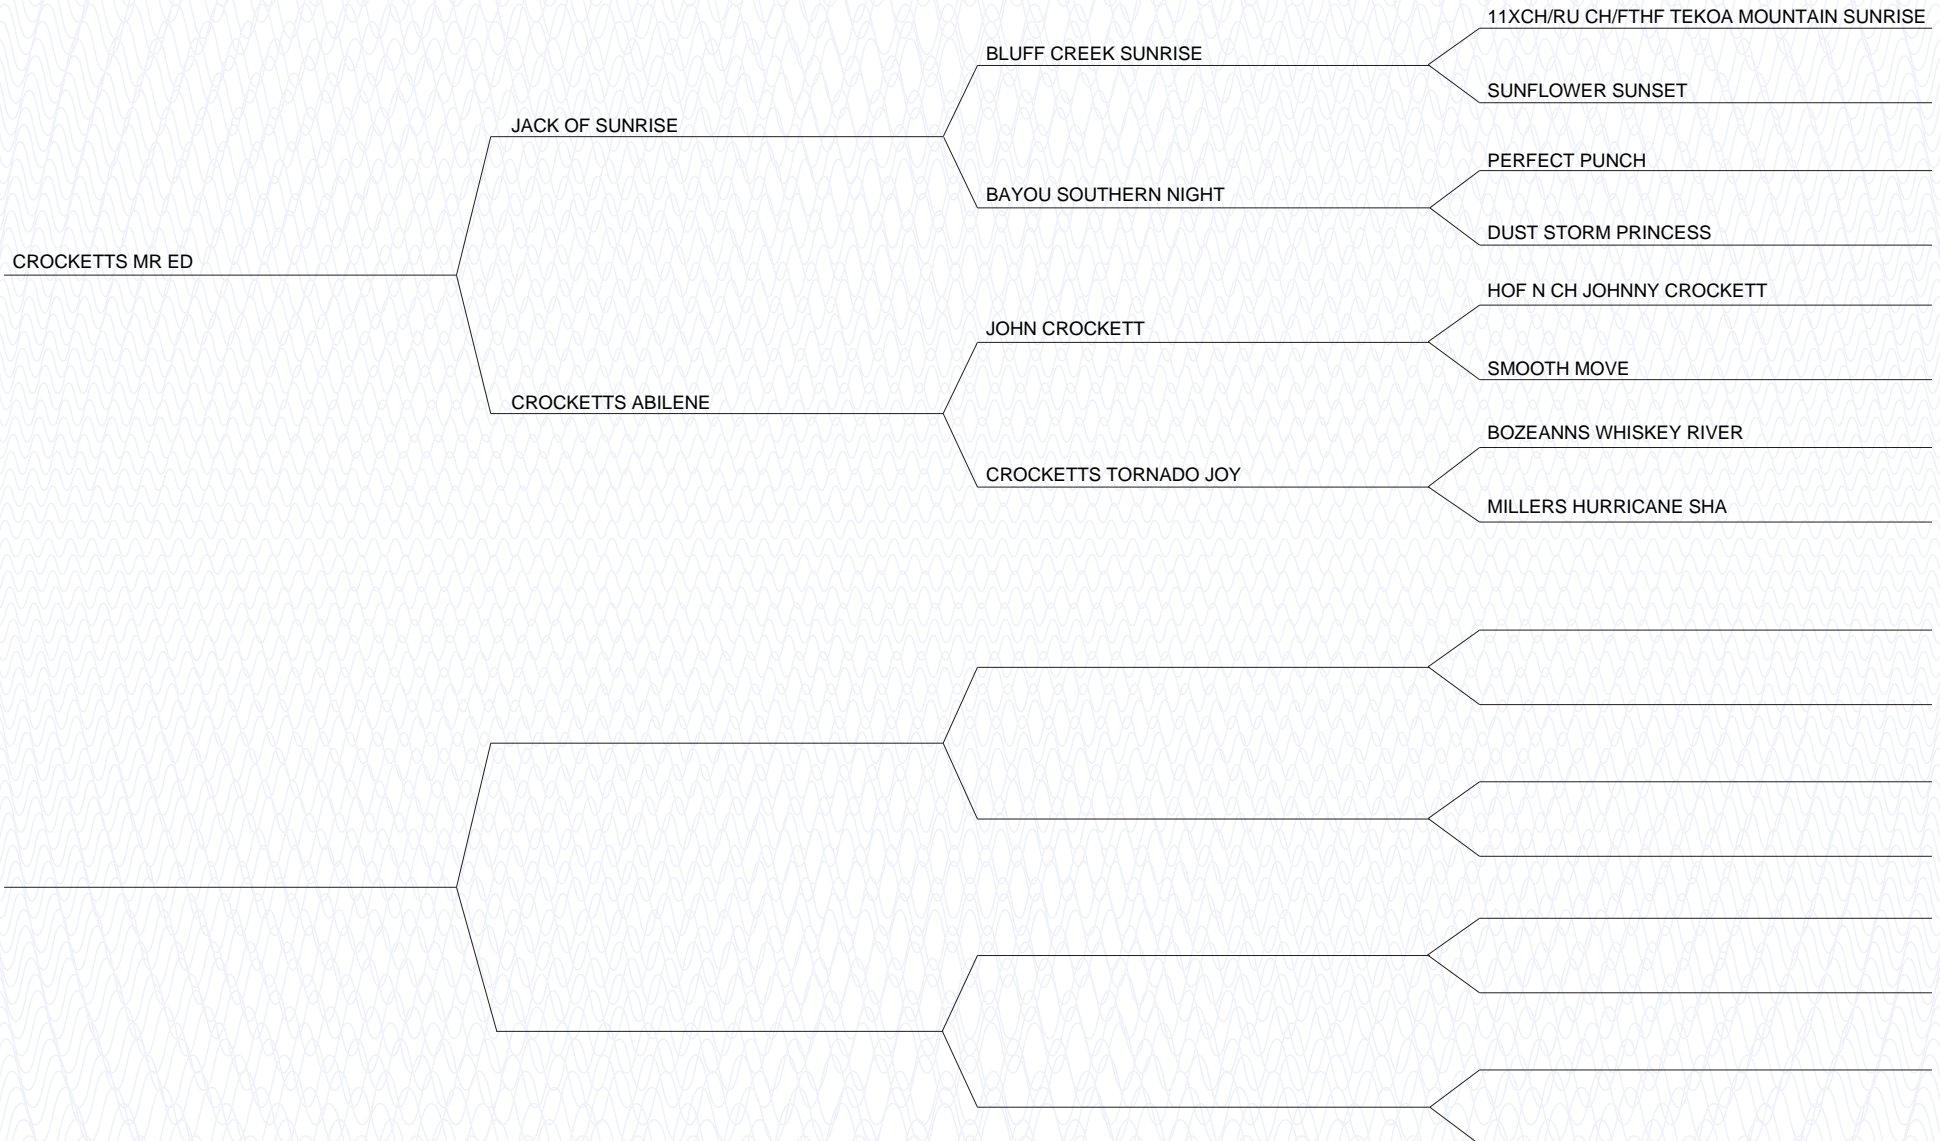 11XCH/RU CH/FTHF TEKOA MOUNTAIN SUNRISE
BLUFF CREEK SUNRISE
SUNFLOWER SUNSET
JACK OF SUNRISE
PERFECT PUNCH
BAYOU SOUTHERN NIGHT
DUST STORM PRINCESS
CROCKETTS MR ED
HOF N CH JOHNNY CROCKETT
JOHN CROCKETT
SMOOTH MOVE
CROCKETTS ABILENE
BOZEANNS WHISKEY RIVER
CROCKETTS TORNADO JOY
MILLERS HURRICANE SHA